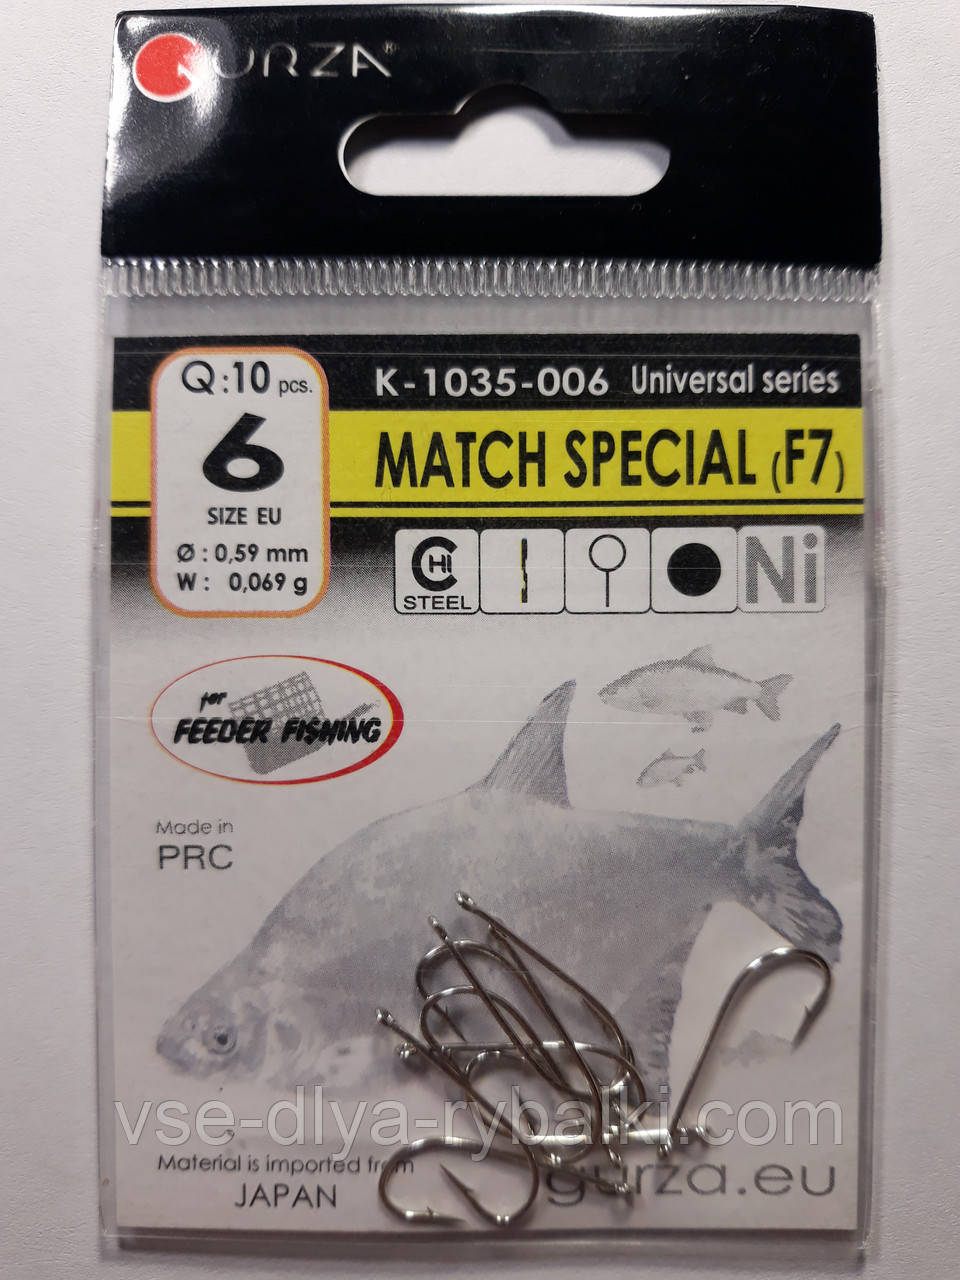 GURZA®
Q:10 pcs.
6
SIZE EU
Ø : 0,59 mm
W : 0,069 g
K-1035-006 Universal series
MATCH SPECIAL (F7)
C HI STEEL
Ni
for
FEEDER FISHING
Made in
PRC
vse-dlya-rybalki.com
Material is imported from
JAPAN
gurza.eu